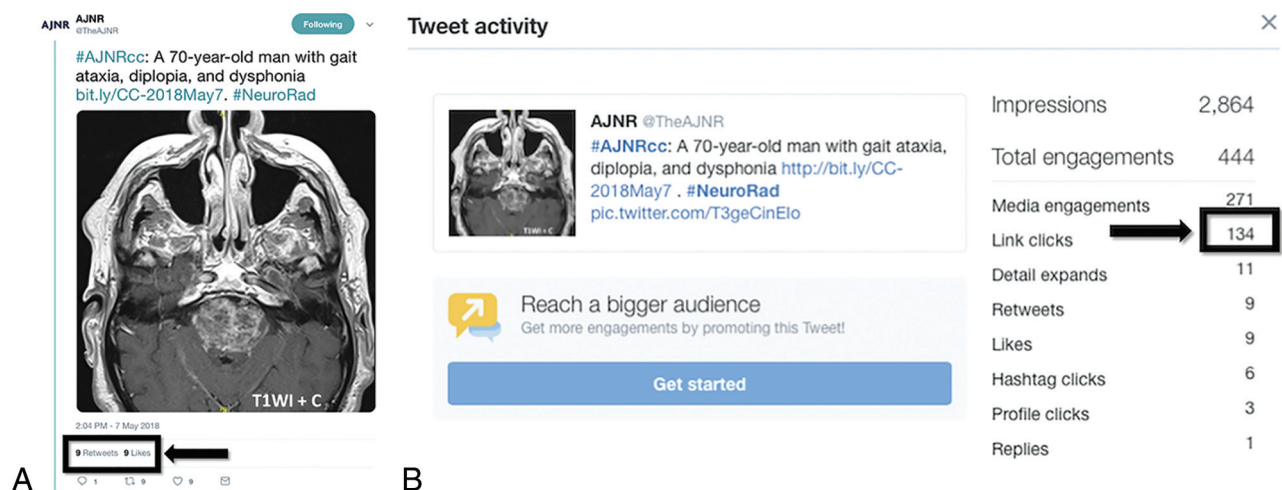 AJNR
AJNR
@TheAJNR
Following
#AJNRcc: A 70-year-old man with gait
ataxia, diplopia, and dysphonia
bit.ly/CC-2018May7. #NeuroRad
T1WI + C
2:04 PM - 7 May 2018
9 Retweets 9 Likes
1 9 9
A
Tweet activity
AJNR @TheAJNR
#AJNRcc: A 70-year-old man with gait ataxia,
diplopia, and dysphonia http://bit.ly/CC-
2018May7 . #NeuroRad
pic.twitter.com/T3geCinElo
T1WI + C
Reach a bigger audience
Get more engagements by promoting this Tweet!
Get started
Impressions 2,864
Total engagements 444
Media engagements 271
Link clicks 134
Detail expands 11
Retweets 9
Likes 9
Hashtag clicks 6
Profile clicks 3
Replies 1
B